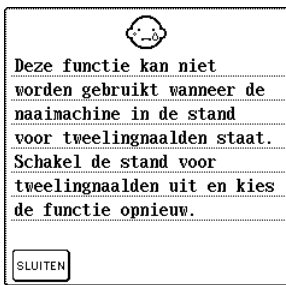 Deze functie kan niet
worden gebruikt wanneer de
naaimachine in de stand
voor tweelingnaalden staat.
Schakel de stand voor
tweelingnaalden uit en kies
de functie opnieuw.
SLUITEN